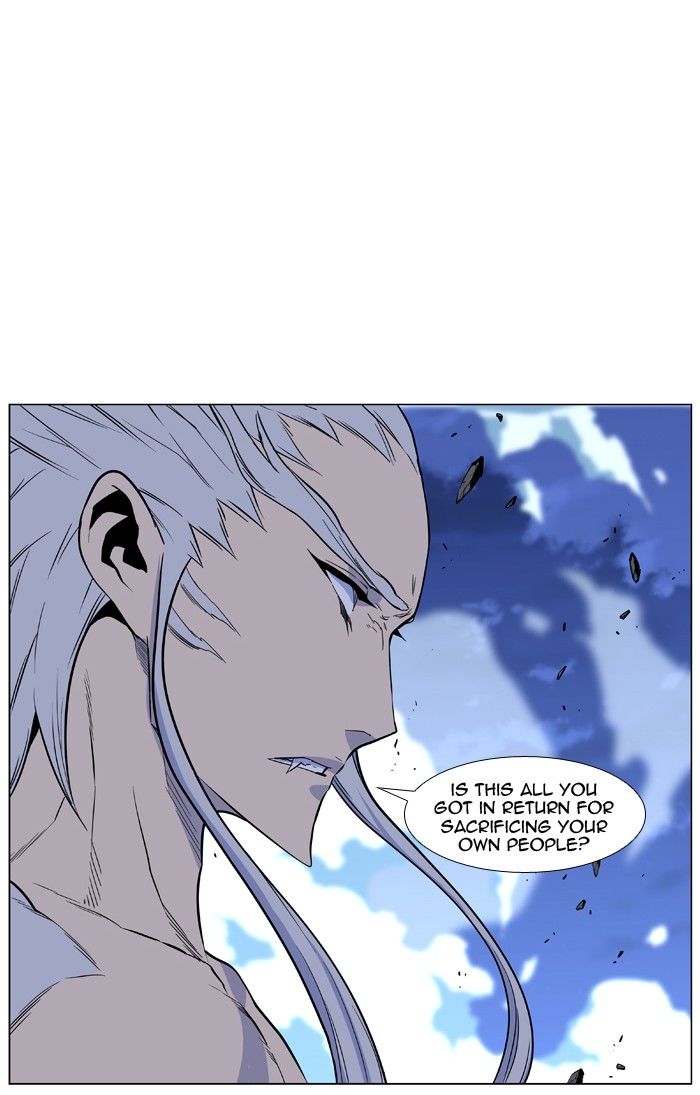 IS THIS ALL YOU
GOT IN RETURN FOR
SACRIFICING YOUR
OWN PEOPLE?